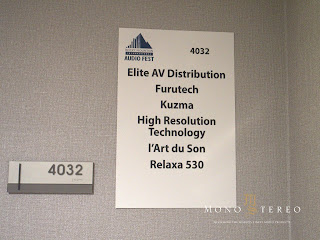 AUDIO FEST
4032
Elite AV Distribution
Furutech
Kuzma
High Resolution
Technology
l'Art du Son
Relaxa 530
4032
MONO STEREO